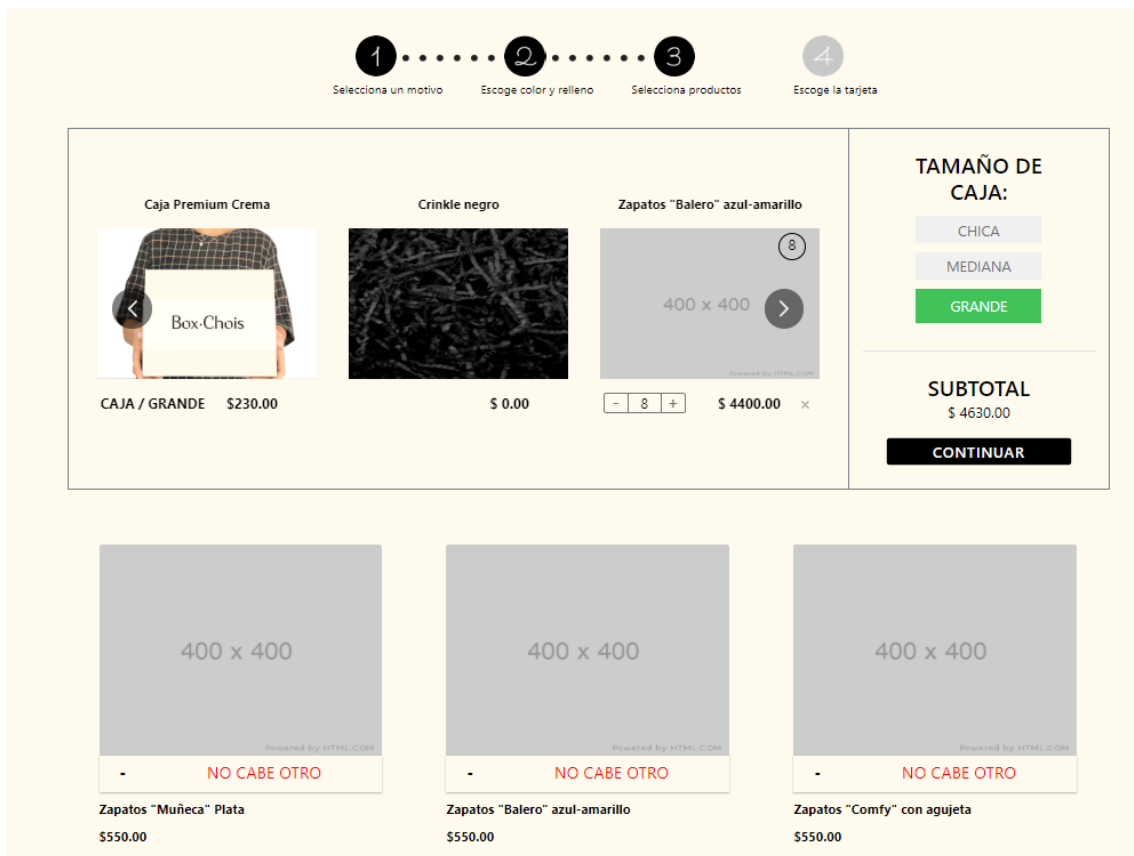 1 2 3 4
Selecciona un motivo Escoge color y relleno Selecciona productos Escoge la tarjeta
Caja Premium Crema Crinkle negro Zapatos "Balero" azul-amarillo
8
Box·Chois
400 x 400
Powered by HTML.COM
CAJA / GRANDE $230.00 $ 0.00 - 8 + $ 4400.00 ×
TAMAÑO DE
CAJA:
CHICA
MEDIANA
GRANDE
SUBTOTAL
$ 4630.00
CONTINUAR
400 x 400 400 x 400 400 x 400
Powered by HTML.COM Powered by HTML.COM Powered by HTML.COM
- NO CABE OTRO - NO CABE OTRO - NO CABE OTRO
Zapatos "Muñeca" Plata Zapatos "Balero" azul-amarillo Zapatos "Comfy" con agujeta
$550.00 $550.00 $550.00